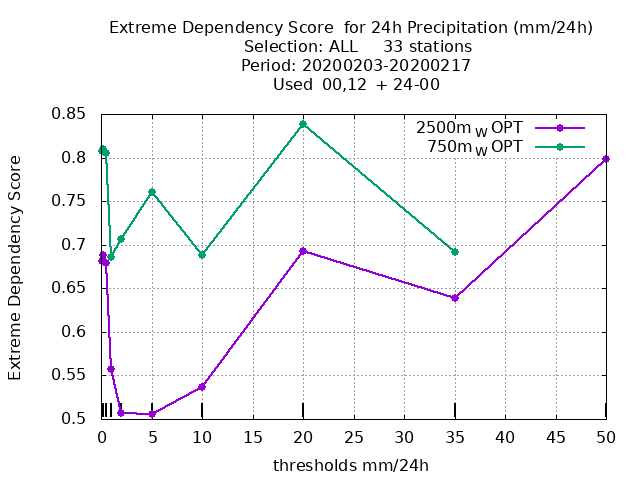 Extreme Dependency Score  for 24h Precipitation (mm/24h)
Selection: ALL     33 stations
Period: 20200203-20200217
Used  00,12  + 24-00
2500m W OPT
750m W OPT
Extreme Dependency Score
0.85
0.8
0.75
0.7
0.65
0.6
0.55
0.5
0 5 10 15 20 25 30 35 40 45 50
thresholds mm/24h